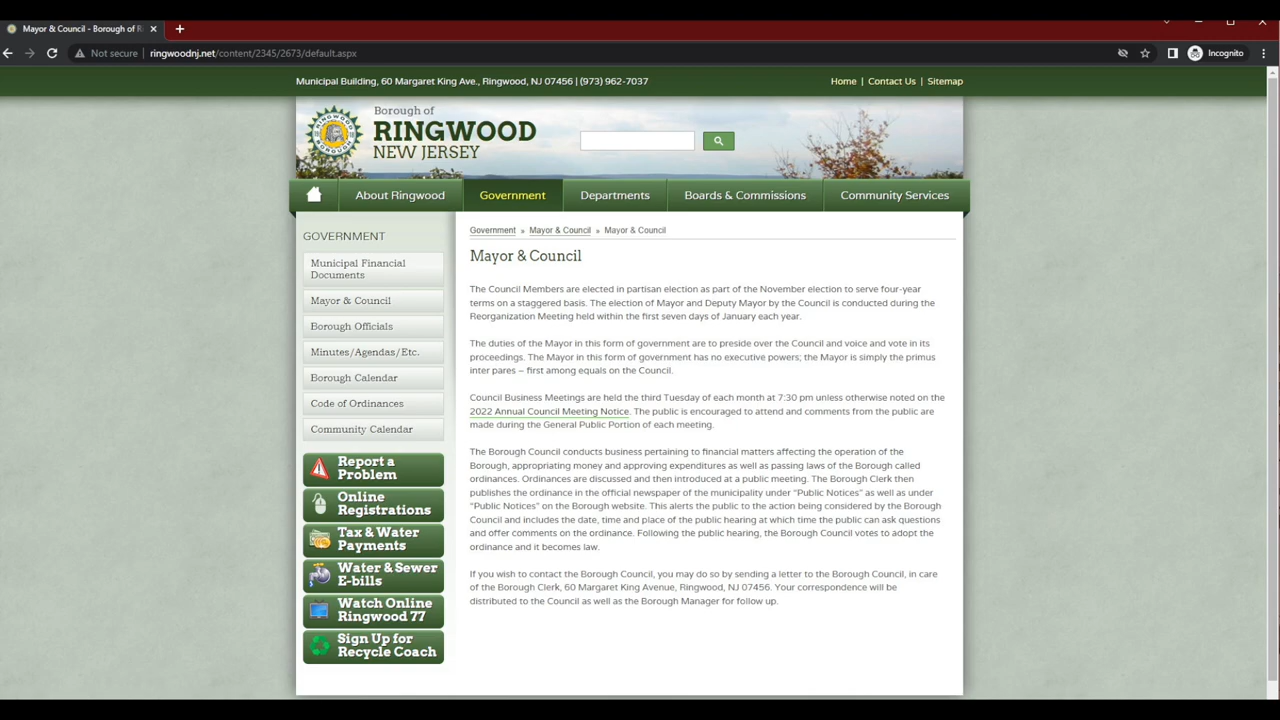 Mayor & Council - Borough of R
Not secure | ringwoodnj.net/content/2345/2673/default.aspx
Incognito
Municipal Building, 60 Margaret King Ave., Ringwood, NJ 07456 | (973) 962-7037
Home | Contact Us | Sitemap
Borough of
RINGWOOD
NEW JERSEY
RINGWOOD
BOROUGH
About Ringwood
Government
Departments
Boards & Commissions
Community Services
GOVERNMENT
Municipal Financial
Documents
Mayor & Council
Borough Officials
Minutes/Agendas/Etc.
Borough Calendar
Code of Ordinances
Community Calendar
Report a
Problem
Online
Registrations
Tax & Water
Payments
Water & Sewer
E-bills
Watch Online
Ringwood 77
Sign Up for
Recycle Coach
Government » Mayor & Council » Mayor & Council
Mayor & Council
The Council Members are elected in partisan election as part of the November election to serve four-year
terms on a staggered basis. The election of Mayor and Deputy Mayor by the Council is conducted during the
Reorganization Meeting held within the first seven days of January each year.
The duties of the Mayor in this form of government are to preside over the Council and voice and vote in its
proceedings. The Mayor in this form of government has no executive powers; the Mayor is simply the primus
inter pares – first among equals on the Council.
Council Business Meetings are held the third Tuesday of each month at 7:30 pm unless otherwise noted on the
2022 Annual Council Meeting Notice. The public is encouraged to attend and comments from the public are
made during the General Public Portion of each meeting.
The Borough Council conducts business pertaining to financial matters affecting the operation of the
Borough, appropriating money and approving expenditures as well as passing laws of the Borough called
ordinances. Ordinances are discussed and then introduced at a public meeting. The Borough Clerk then
publishes the ordinance in the official newspaper of the municipality under “Public Notices” as well as under
“Public Notices” on the Borough website. This alerts the public to the action being considered by the Borough
Council and includes the date, time and place of the public hearing at which time the public can ask questions
and offer comments on the ordinance. Following the public hearing, the Borough Council votes to adopt the
ordinance and it becomes law.
If you wish to contact the Borough Council, you may do so by sending a letter to the Borough Council, in care
of the Borough Clerk, 60 Margaret King Avenue, Ringwood, NJ 07456. Your correspondence will be
distributed to the Council as well as the Borough Manager for follow up.